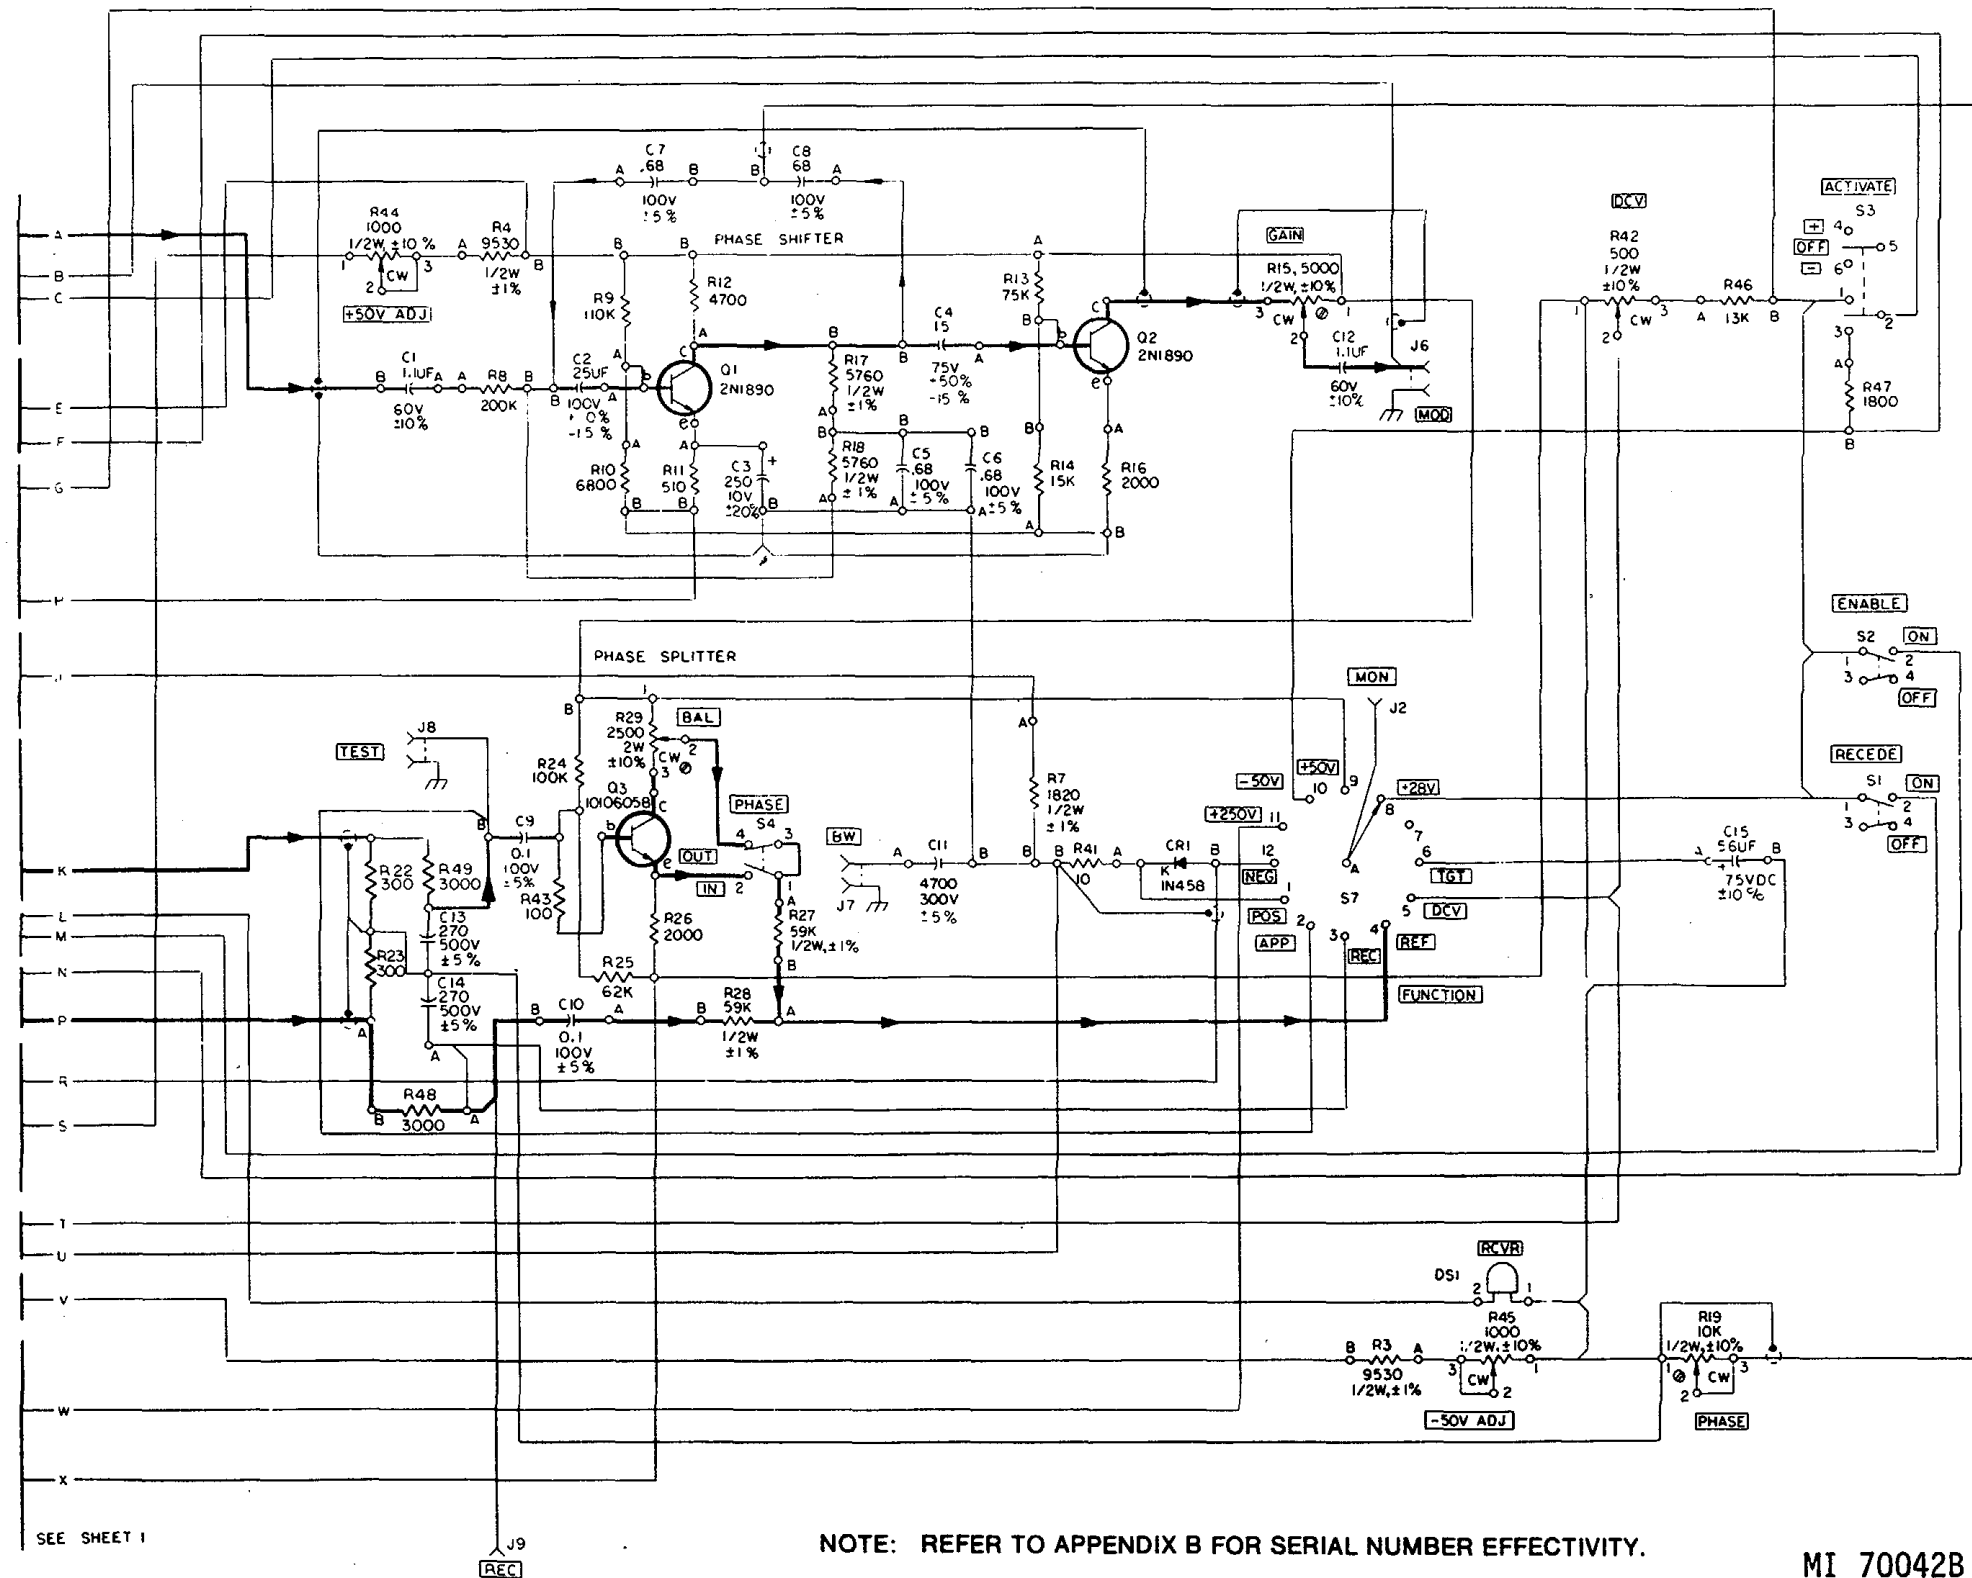 C7
.68
100V
±5%
C8
68
100V
±5%
PHASE SHIFTER
R44
1000
1/2W, ±10%
CW
+50V ADJ
R4
9530
1/2W
±1%
R9
110K
R12
4700
C1
1.1UF
60V
±10%
R8
200K
C2
25UF
100V
-15%
Q1
2N1890
R10
6800
R11
510
C3
250
10V
±20%
R17
5760
1/2W
±1%
R18
5760
1/2W
±1%
C4
15
75V
+50%
-15%
C5
.68
100V
±5%
C6
.68
100V
±5%
R13
75K
R14
15K
Q2
2N1890
R16
2000
GAIN
R15, 5000
1/2W, ±10%
CW
C12
1.1UF
60V
±10%
J6
MOD
DCV
R42
500
1/2W
±10%
CW
R46
13K
ACTIVATE
S3
+
OFF
-
R47
1800
ENABLE
S2
ON
OFF
RECEDE
S1
ON
OFF
PHASE SPLITTER
J8
TEST
R24
100K
R29
2500
2W
±10%
CW
BAL
Q3
10106058
PHASE
S4
OUT
IN
C9
0.1
100V
±5%
R43
100
R22
300
R49
3000
C13
270
500V
±5%
R23
300
C14
270
500V
±5%
R26
2000
R25
62K
R27
59K
1/2W, ±1%
C10
0.1
100V
±5%
R28
59K
1/2W
±1%
R48
3000
BW
J7
C11
4700
300V
±5%
R7
1820
1/2W
±1%
R41
10
CR1
K
IN458
MON
J2
-50V
+50V
+28V
+250V
NEG
POS
APP
REC
REF
DCV
TGT
S7
FUNCTION
C15
56UF
75VDC
±10%
RCVR
DS1
R45
1000
1/2W, ±10%
CW
R3
9530
1/2W, ±1%
-50V ADJ
R19
10K
1/2W, ±10%
CW
PHASE
A
B
C
E
F
G
H
J
K
L
M
N
P
R
S
T
U
V
W
X
SEE SHEET 1
J9
REC
NOTE: REFER TO APPENDIX B FOR SERIAL NUMBER EFFECTIVITY.
MI 70042B